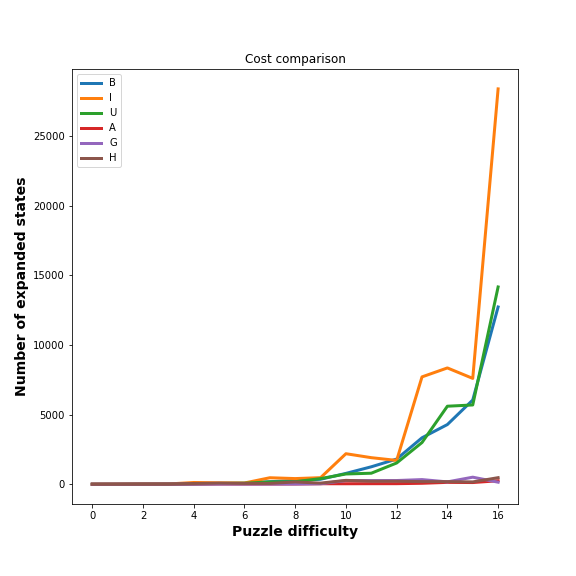 Cost comparison
B
I
U
A
G
H
Number of expanded states
25000
20000
15000
10000
5000
0
0 2 4 6 8 10 12 14 16
Puzzle difficulty